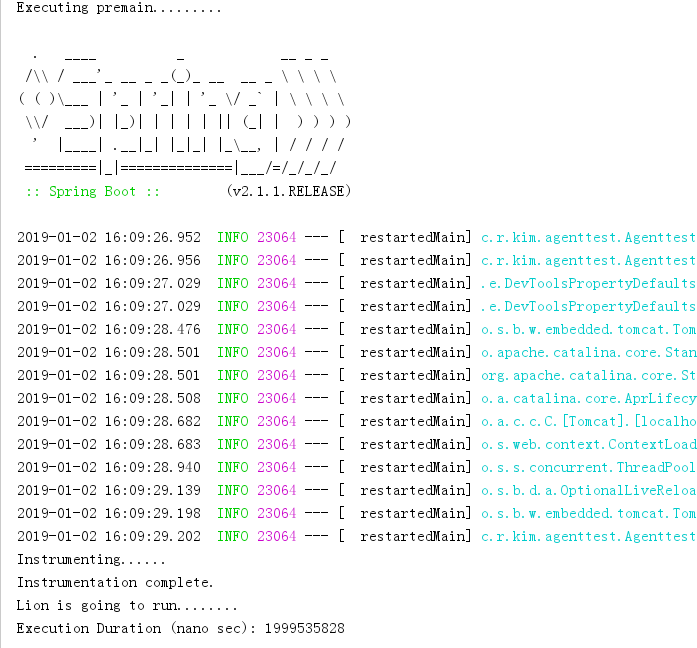 Executing premain.........
  .   ____          _            __ _ _
 /\\ / ___'_ __ _ _(_)_ __  __ _ \ \ \ \
( ( )\___ | '_ | '_| | '_ \/ _` | \ \ \ \
 \\/  ___)| |_)| | | | | || (_| |  ) ) ) )
  '  |____| .__|_| |_|_| |_\__, | / / / /
 =========|_|==============|___/=/_/_/_/
 :: Spring Boot ::        (v2.1.1.RELEASE)
2019-01-02 16:09:26.952  INFO 23064 --- [  restartedMain] c.r.kim.agenttest.Agenttest
2019-01-02 16:09:26.956  INFO 23064 --- [  restartedMain] c.r.kim.agenttest.Agenttest
2019-01-02 16:09:27.029  INFO 23064 --- [  restartedMain] .e.DevToolsPropertyDefaults
2019-01-02 16:09:27.029  INFO 23064 --- [  restartedMain] .e.DevToolsPropertyDefaults
2019-01-02 16:09:28.476  INFO 23064 --- [  restartedMain] o.s.b.w.embedded.tomcat.Tom
2019-01-02 16:09:28.501  INFO 23064 --- [  restartedMain] o.apache.catalina.core.Stan
2019-01-02 16:09:28.501  INFO 23064 --- [  restartedMain] org.apache.catalina.core.St
2019-01-02 16:09:28.508  INFO 23064 --- [  restartedMain] o.a.catalina.core.AprLifecy
2019-01-02 16:09:28.682  INFO 23064 --- [  restartedMain] o.a.c.c.C.[Tomcat].[localho
2019-01-02 16:09:28.683  INFO 23064 --- [  restartedMain] o.s.web.context.ContextLoad
2019-01-02 16:09:28.940  INFO 23064 --- [  restartedMain] o.s.s.concurrent.ThreadPool
2019-01-02 16:09:29.139  INFO 23064 --- [  restartedMain] o.s.b.d.a.OptionalLiveReloa
2019-01-02 16:09:29.198  INFO 23064 --- [  restartedMain] o.s.b.w.embedded.tomcat.Tom
2019-01-02 16:09:29.202  INFO 23064 --- [  restartedMain] c.r.kim.agenttest.Agenttest
Instrumenting......
Instrumentation complete.
Lion is going to run........
Execution Duration (nano sec): 1999535828